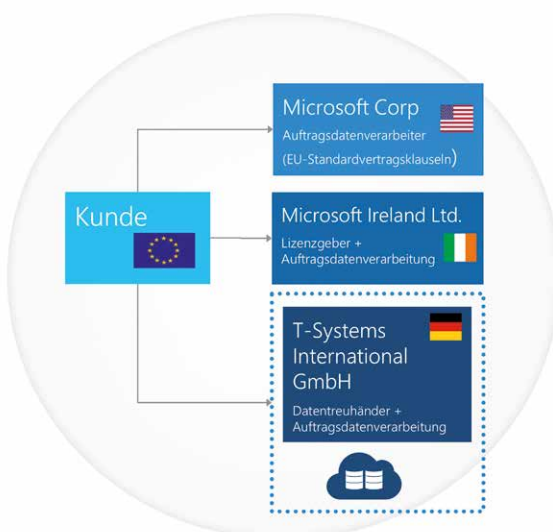 Microsoft Corp
Auftragsdatenverarbeiter
(EU-Standardvertragsklauseln)
Kunde
Microsoft Ireland Ltd.
Lizenzgeber +
Auftragsdatenverarbeitung
T-Systems
International
GmbH
Datentreuhänder +
Auftragsdatenverarbeitung